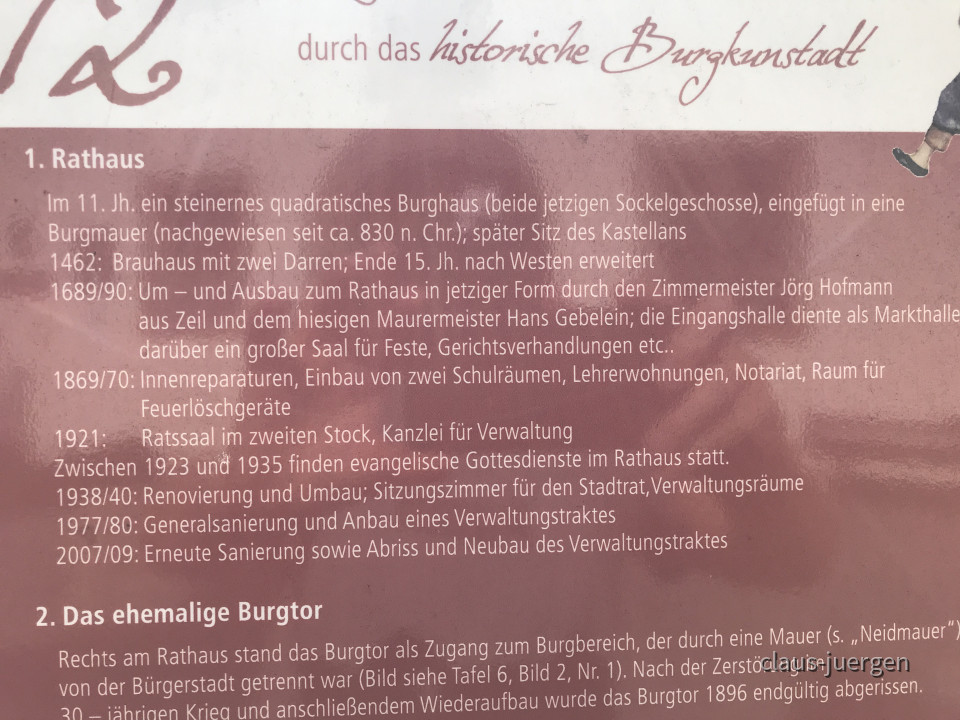 12
durch das historische Burgkunstadt
1. Rathaus
Im 11. Jh. ein steinernes quadratisches Burghaus (beide jetzigen Sockelgeschosse), eingefügt in eine
Burgmauer (nachgewiesen seit ca. 830 n. Chr.); später Sitz des Kastellans
1462: Brauhaus mit zwei Darren; Ende 15. Jh. nach Westen erweitert
1689/90: Um – und Ausbau zum Rathaus in jetziger Form durch den Zimmermeister Jörg Hofmann
aus Zeil und dem hiesigen Maurermeister Hans Gebelein; die Eingangshalle diente als Markthalle
darüber ein großer Saal für Feste, Gerichtsverhandlungen etc..
1869/70: Innenreparaturen, Einbau von zwei Schulräumen, Lehrerwohnungen, Notariat, Raum für
Feuerlöschgeräte
1921: Ratssaal im zweiten Stock, Kanzlei für Verwaltung
Zwischen 1923 und 1935 finden evangelische Gottesdienste im Rathaus statt.
1938/40: Renovierung und Umbau; Sitzungszimmer für den Stadtrat,Verwaltungsräume
1977/80: Generalsanierung und Anbau eines Verwaltungstraktes
2007/09: Erneute Sanierung sowie Abriss und Neubau des Verwaltungstraktes
2. Das ehemalige Burgtor
Rechts am Rathaus stand das Burgtor als Zugang zum Burgbereich, der durch eine Mauer (s. „Neidmauer“)
von der Bürgerstadt getrennt war (Bild siehe Tafel 6, Bild 2, Nr. 1). Nach der Zerstörung im
30 – jährigen Krieg und anschließendem Wiederaufbau wurde das Burgtor 1896 endgültig abgerissen.
claus-juergen